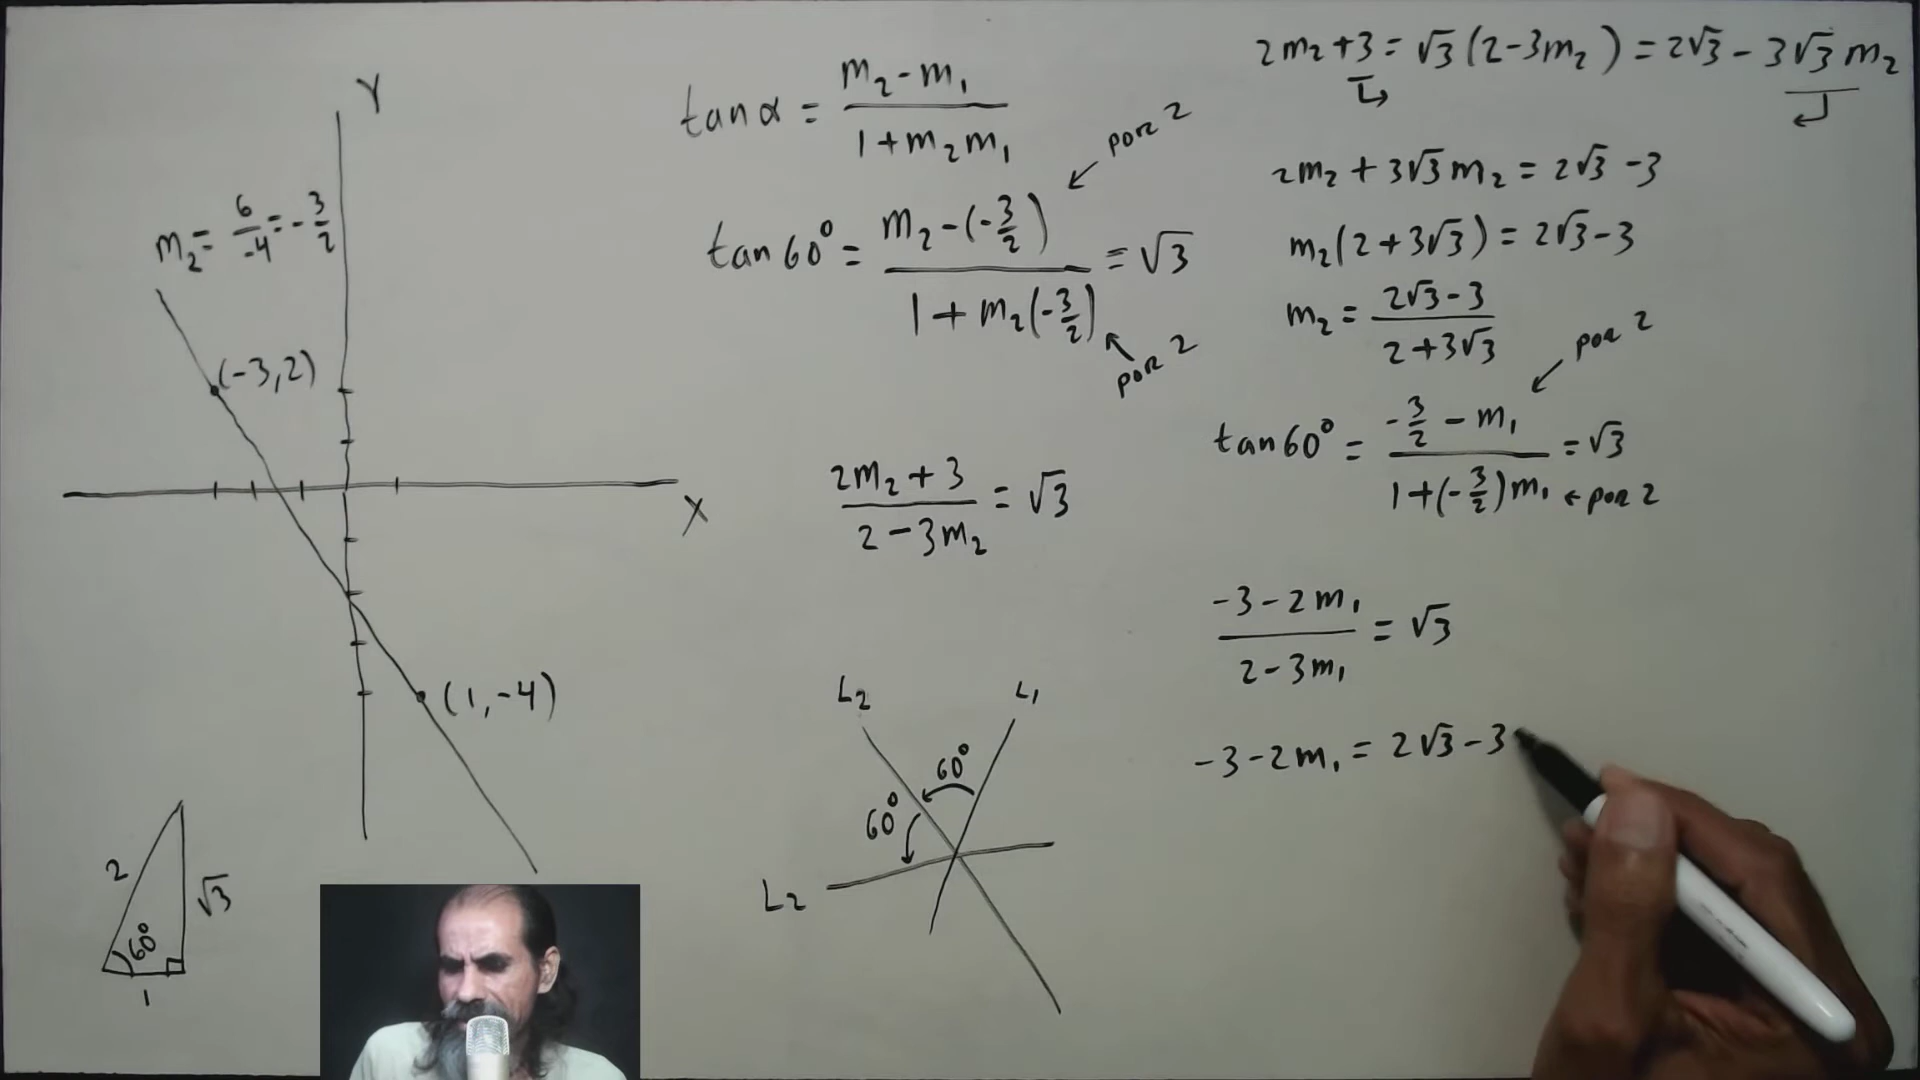 Y
m₂ = 6/-4 = -3/2
(-3,2)
X
(1,-4)
2
√3
60°
1
tan α = (m₂ - m₁)/(1 + m₂m₁)
por 2
tan 60° = (m₂ - (-3/2))/(1 + m₂(-3/2)) = √3
por 2
(2m₂ + 3)/(2 - 3m₂) = √3
L₂
L₁
60°
60°
L₂
2m₂ + 3 = √3(2 - 3m₂) = 2√3 - 3√3 m₂
2m₂ + 3√3 m₂ = 2√3 - 3
m₂(2 + 3√3) = 2√3 - 3
m₂ = (2√3 - 3)/(2 + 3√3)
por 2
tan 60° = (-3/2 - m₁)/(1 + (-3/2)m₁) = √3
por 2
(-3 - 2m₁)/(2 - 3m₁) = √3
-3 - 2m₁ = 2√3 - 3